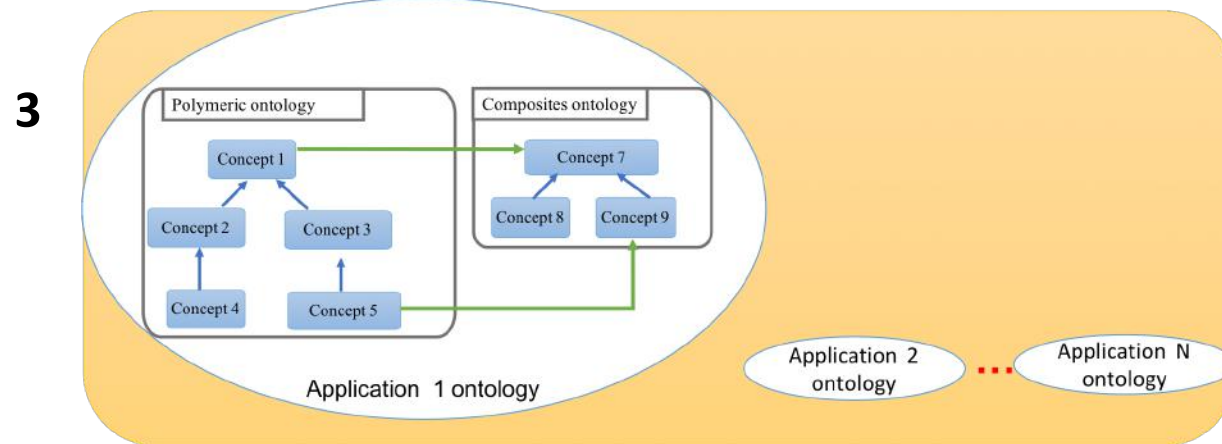 3
Polymeric ontology
Composites ontology
Concept 1
Concept 7
Concept 2
Concept 3
Concept 8
Concept 9
Concept 4
Concept 5
Application 1 ontology
Application 2
ontology
...
Application N
ontology